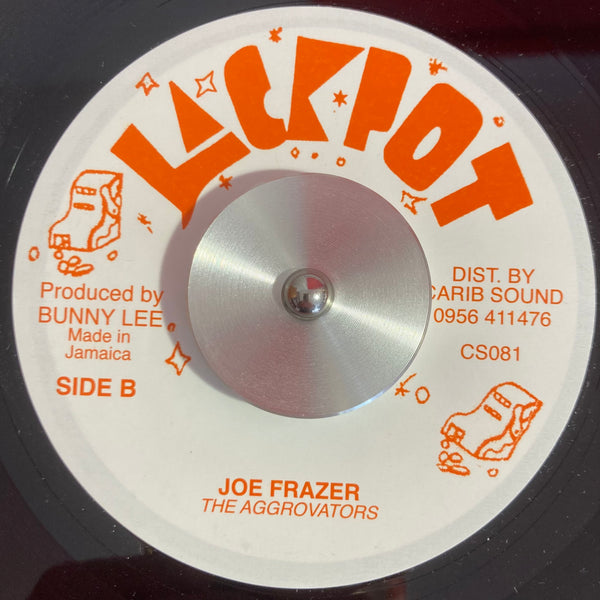 JACKPOT
Produced by
BUNNY LEE
Made in
Jamaica
SIDE B
DIST. BY
CARIB SOUND
0956 411476
CS081
JOE FRAZER
THE AGGROVATORS